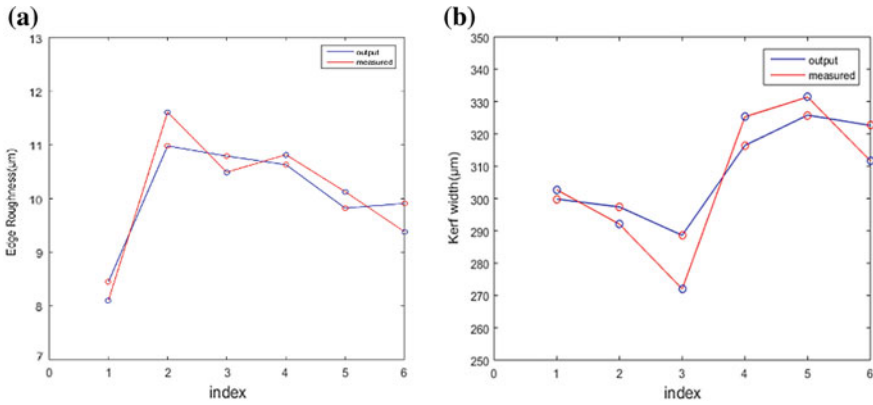 (a)
13
12
11
10
9
8
7
Edge Roughness(µm)
0 1 2 3 4 5 6
index
output
measured
(b)
350
340
330
320
310
300
290
280
270
260
250
Kerf width(µm)
0 1 2 3 4 5 6
index
output
measured